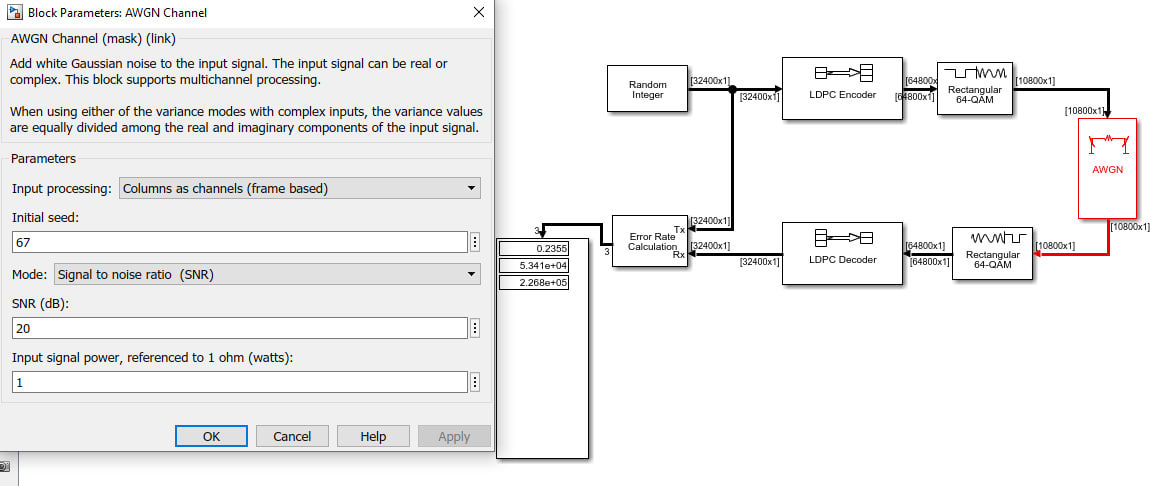 Block Parameters: AWGN Channel
AWGN Channel (mask) (link)
Add white Gaussian noise to the input signal. The input signal can be real or
complex. This block supports multichannel processing.
When using either of the variance modes with complex inputs, the variance values
are equally divided among the real and imaginary components of the input signal.
Parameters
Input processing: Columns as channels (frame based)
Initial seed:
67
Mode: Signal to noise ratio (SNR)
SNR (dB):
20
Input signal power, referenced to 1 ohm (watts):
1
OK Cancel Help Apply
Random
Integer
[32400x1]
[32400x1]
LDPC Encoder
[64800x
[64800x1]
Rectangular
64-QAM
[10800x1]
[10800x1]
AWGN
[10800x1]
[10800x1]
Rectangular
64-QAM
[64800x1]
[64800x1]
LDPC Decoder
[32400x1]
[32400x1]
[32400x1]
Tx
Error Rate
Calculation
Rx
3
3
0.2355
5.341e+04
2.268e+05